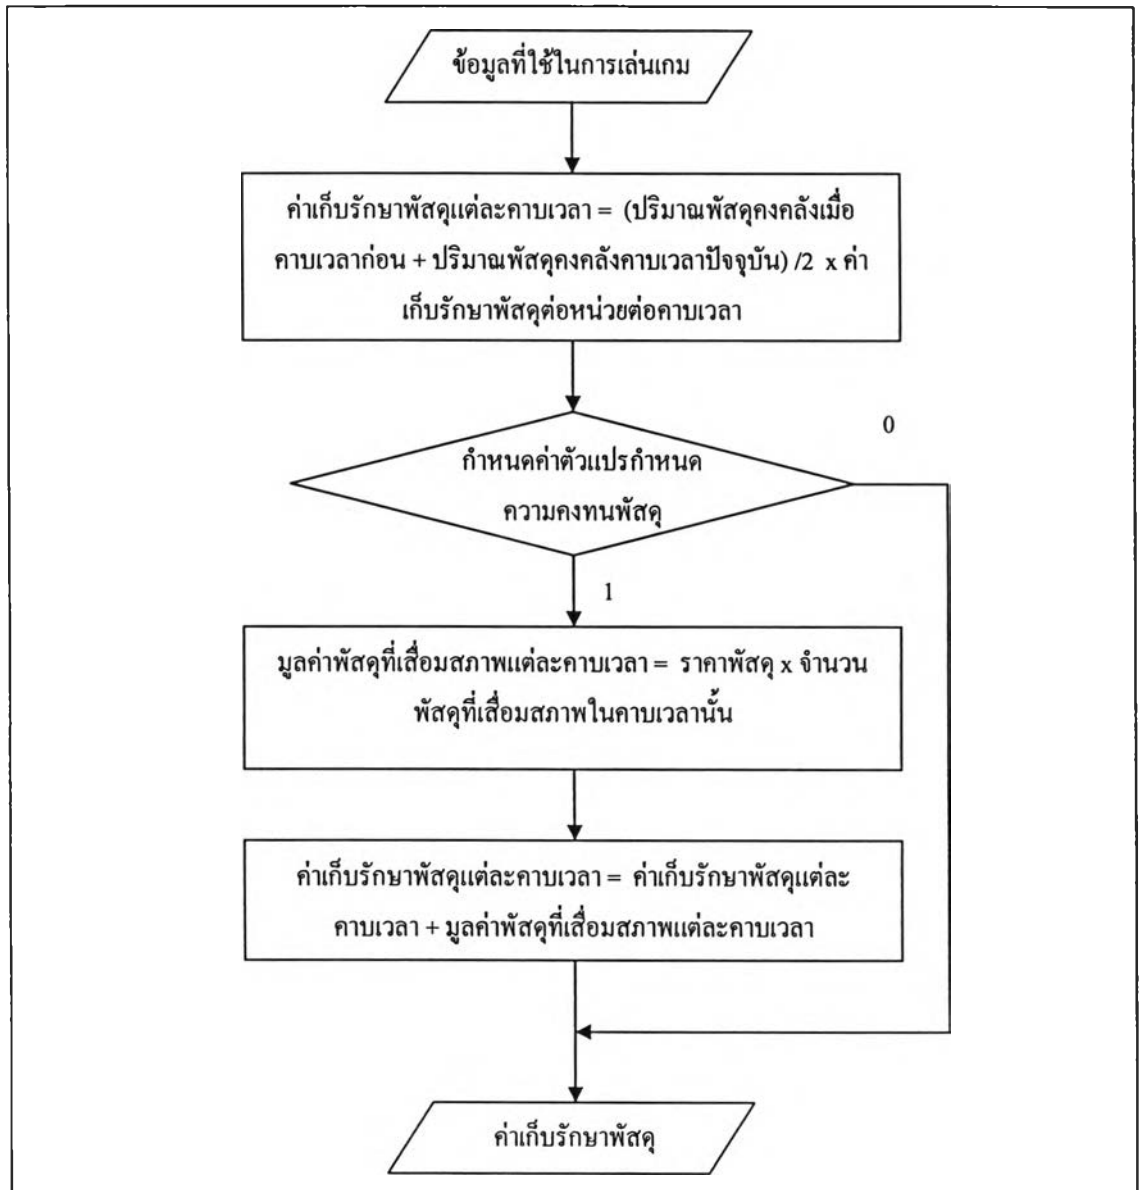 ข้อมูลที่ใช้ในการเล่นเกม
ค่าเก็บรักษาพัสดุแต่ละคาบเวลา = (ปริมาณพัสดุคงคลังเมื่อ
คาบเวลาก่อน + ปริมาณพัสดุคงคลังคาบเวลาปัจจุบัน) /2 x ค่า
เก็บรักษาพัสดุต่อหน่วยต่อคาบเวลา
0
กำหนดค่าตัวแปรกำหนด
ความคงทนพัสดุ
1
มูลค่าพัสดุที่เสื่อมสภาพแต่ละคาบเวลา = ราคาพัสดุ x จำนวน
พัสดุที่เสื่อมสภาพในคาบเวลานั้น
ค่าเก็บรักษาพัสดุแต่ละคาบเวลา = ค่าเก็บรักษาพัสดุแต่ละ
คาบเวลา + มูลค่าพัสดุที่เสื่อมสภาพแต่ละคาบเวลา
ค่าเก็บรักษาพัสดุ